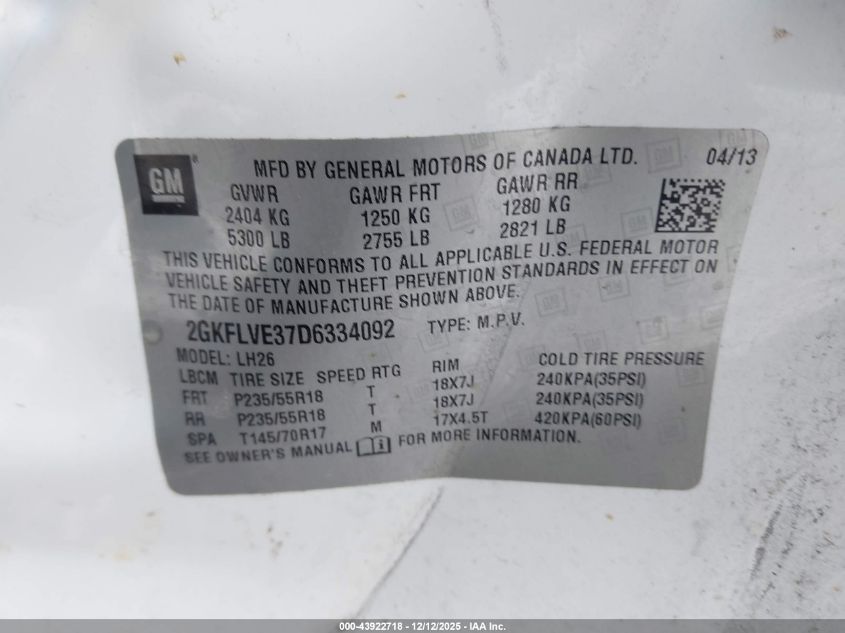 GM ® MFD BY GENERAL MOTORS OF CANADA LTD. 04/13
GVWR GAWR FRT GAWR RR
2404 KG 1250 KG 1280 KG
5300 LB 2755 LB 2821 LB
THIS VEHICLE CONFORMS TO ALL APPLICABLE U.S. FEDERAL MOTOR
VEHICLE SAFETY AND THEFT PREVENTION STANDARDS IN EFFECT ON
THE DATE OF MANUFACTURE SHOWN ABOVE.
2GKFLVE37D6334092 TYPE: M.P.V.
MODEL: LH26
LBCM TIRE SIZE SPEED RTG RIM COLD TIRE PRESSURE
FRT P235/55R18 T 18X7J 240KPA(35PSI)
RR P235/55R18 T 18X7J 240KPA(35PSI)
SPA T145/70R17 M 17X4.5T 420KPA(60PSI)
SEE OWNER'S MANUAL FOR MORE INFORMATION.
000-43922718 - 12/12/2025 - IAA Inc.